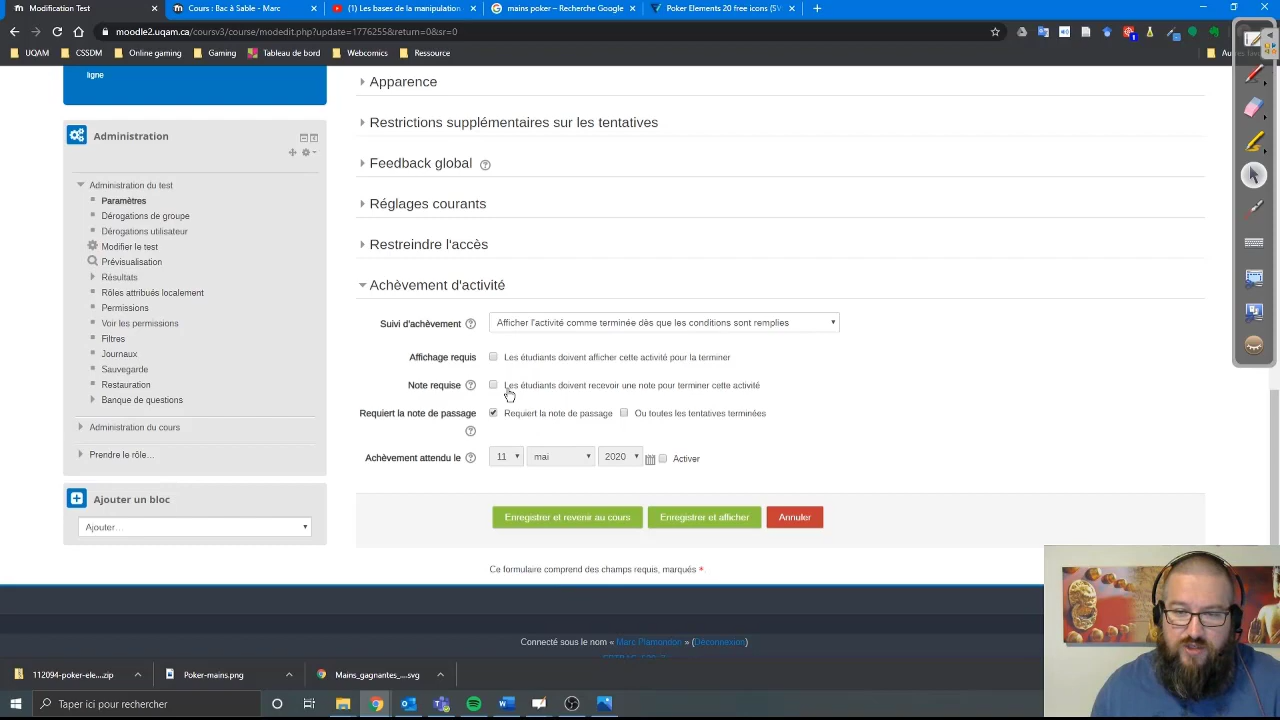 Modification Test
Cours : Bac à Sable - Marc
(1) Les bases de la manipulation
mains poker – Recherche Google
Poker Elements 20 free icons (SV
moodle2.uqam.ca/coursv3/course/modedit.php?update=1776255&return=0&sr=0
UQAM
CSSDM
Online gaming
Gaming
Tableau de bord
Webcomics
Ressource
ligne
Administration
Administration du test
Paramètres
Dérogations de groupe
Dérogations utilisateur
Modifier le test
Prévisualisation
Résultats
Rôles attribués localement
Permissions
Voir les permissions
Filtres
Journaux
Sauvegarde
Restauration
Banque de questions
Administration du cours
Prendre le rôle…
Ajouter un bloc
Ajouter…
Apparence
Restrictions supplémentaires sur les tentatives
Feedback global
Réglages courants
Restreindre l'accès
Achèvement d'activité
Suivi d'achèvement Afficher l'activité comme terminée dès que les conditions sont remplies
Affichage requis Les étudiants doivent afficher cette activité pour la terminer
Note requise Les étudiants doivent recevoir une note pour terminer cette activité
Requiert la note de passage Requiert la note de passage Ou toutes les tentatives terminées
Achèvement attendu le 11 mai 2020 Activer
Enregistrer et revenir au cours Enregistrer et afficher Annuler
Ce formulaire comprend des champs requis, marqués *
Connecté sous le nom « Marc Plamondon » (Déconnexion)
112094-poker-ele....zip
Poker-mains.png
Mains_gagnantes_....svg
Taper ici pour rechercher